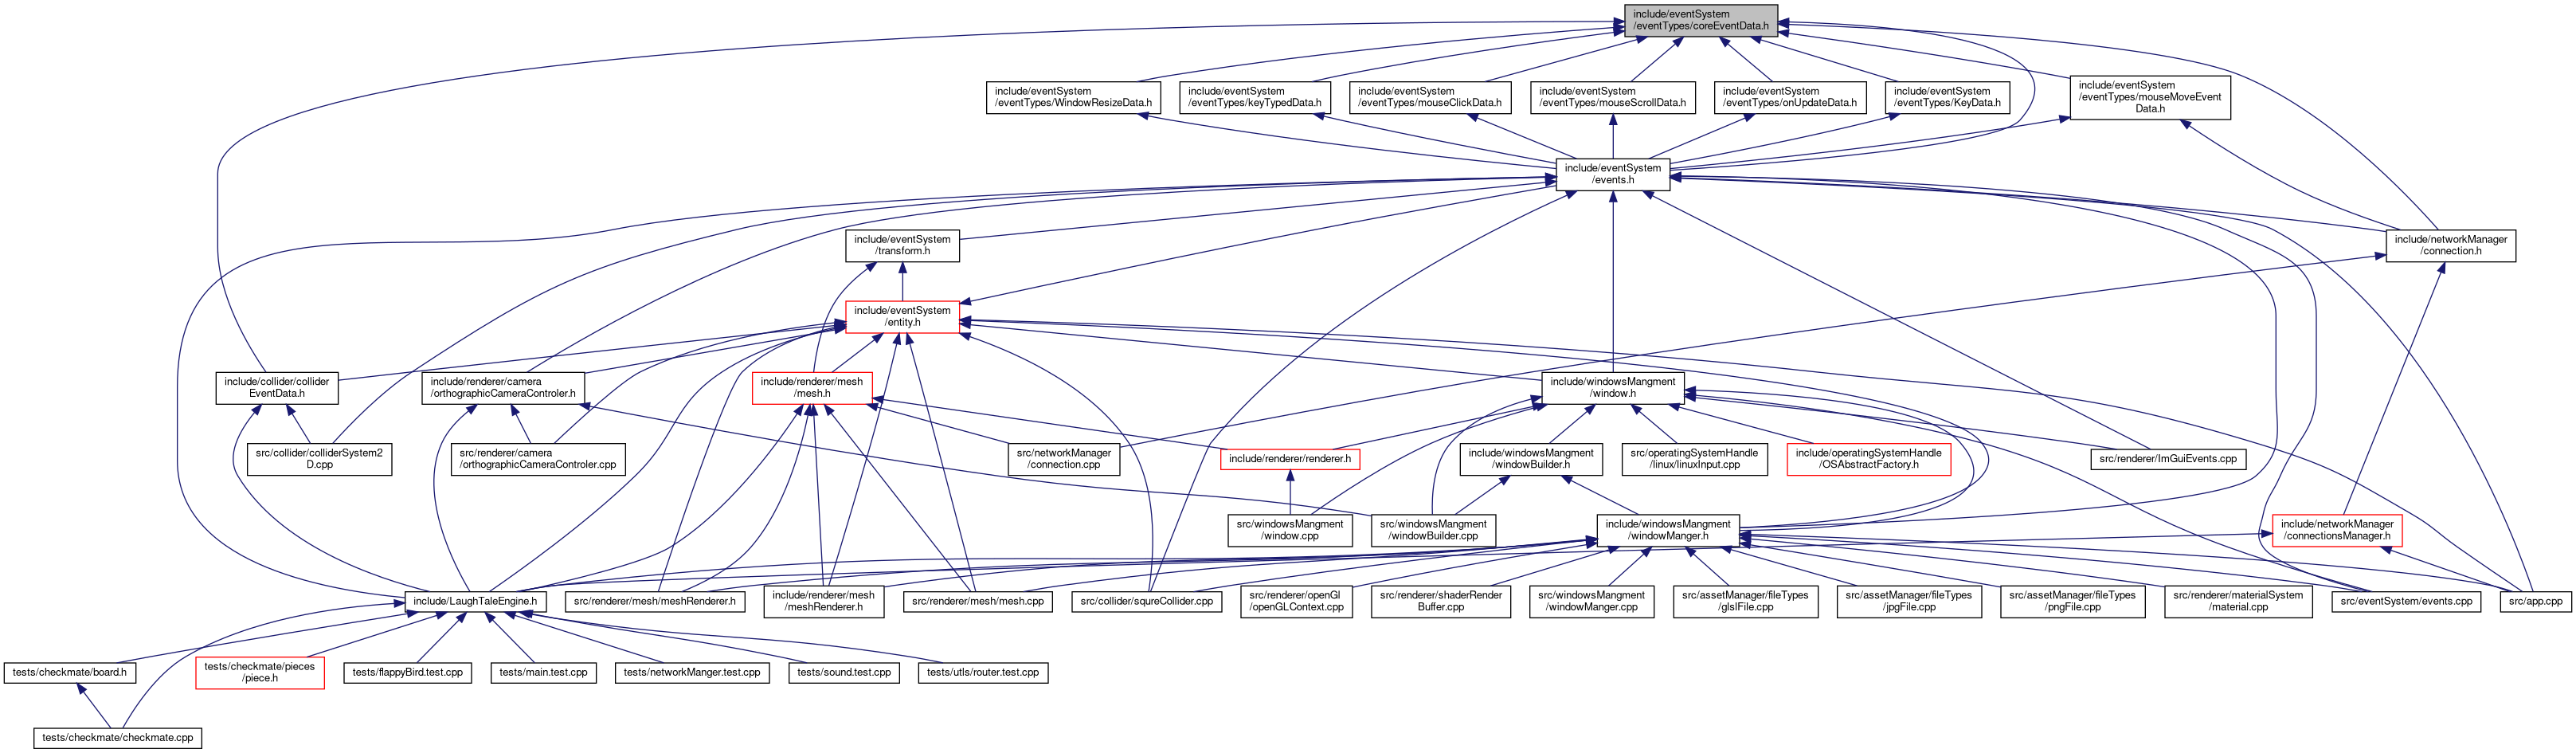 include/eventSystem
/eventTypes/coreEventData.h
include/eventSystem
/eventTypes/WindowResizeData.h
include/eventSystem
/eventTypes/keyTypedData.h
include/eventSystem
/eventTypes/mouseClickData.h
include/eventSystem
/eventTypes/mouseScrollData.h
include/eventSystem
/eventTypes/onUpdateData.h
include/eventSystem
/eventTypes/KeyData.h
include/eventSystem
/eventTypes/mouseMoveEvent
Data.h
include/eventSystem
/events.h
include/eventSystem
/transform.h
include/networkManager
/connection.h
include/eventSystem
/entity.h
include/collider/collider
EventData.h
include/renderer/camera
/orthographicCameraControler.h
include/renderer/mesh
/mesh.h
include/windowsMangment
/window.h
src/collider/colliderSystem2
D.cpp
src/renderer/camera
/orthographicCameraControler.cpp
src/networkManager
/connection.cpp
include/renderer/renderer.h
include/windowsMangment
/windowBuilder.h
src/operatingSystemHandle
/linux/linuxInput.cpp
include/operatingSystemHandle
/OSAbstractFactory.h
src/renderer/ImGuiEvents.cpp
src/windowsMangment
/window.cpp
src/windowsMangment
/windowBuilder.cpp
include/windowsMangment
/windowManger.h
include/networkManager
/connectionsManager.h
include/LaughTaleEngine.h
src/renderer/mesh/meshRenderer.h
include/renderer/mesh
/meshRenderer.h
src/renderer/mesh/mesh.cpp
src/collider/squreCollider.cpp
src/renderer/openGl
/openGLContext.cpp
src/renderer/shaderRender
Buffer.cpp
src/windowsMangment
/windowManger.cpp
src/assetManager/fileTypes
/glslFile.cpp
src/assetManager/fileTypes
/jpgFile.cpp
src/assetManager/fileTypes
/pngFile.cpp
src/renderer/materialSystem
/material.cpp
src/eventSystem/events.cpp
src/app.cpp
tests/checkmate/board.h
tests/checkmate/pieces
/piece.h
tests/flappyBird.test.cpp
tests/main.test.cpp
tests/networkManger.test.cpp
tests/sound.test.cpp
tests/utls/router.test.cpp
tests/checkmate/checkmate.cpp